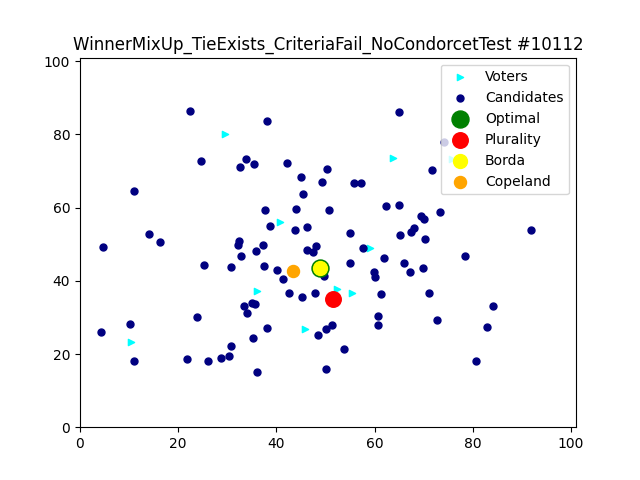 WinnerMixUp_TieExists_CriteriaFail_NoCondorcetTest #10112
100
80
60
40
20
0
0 20 40 60 80 100
Voters
Candidates
Optimal
Plurality
Borda
Copeland